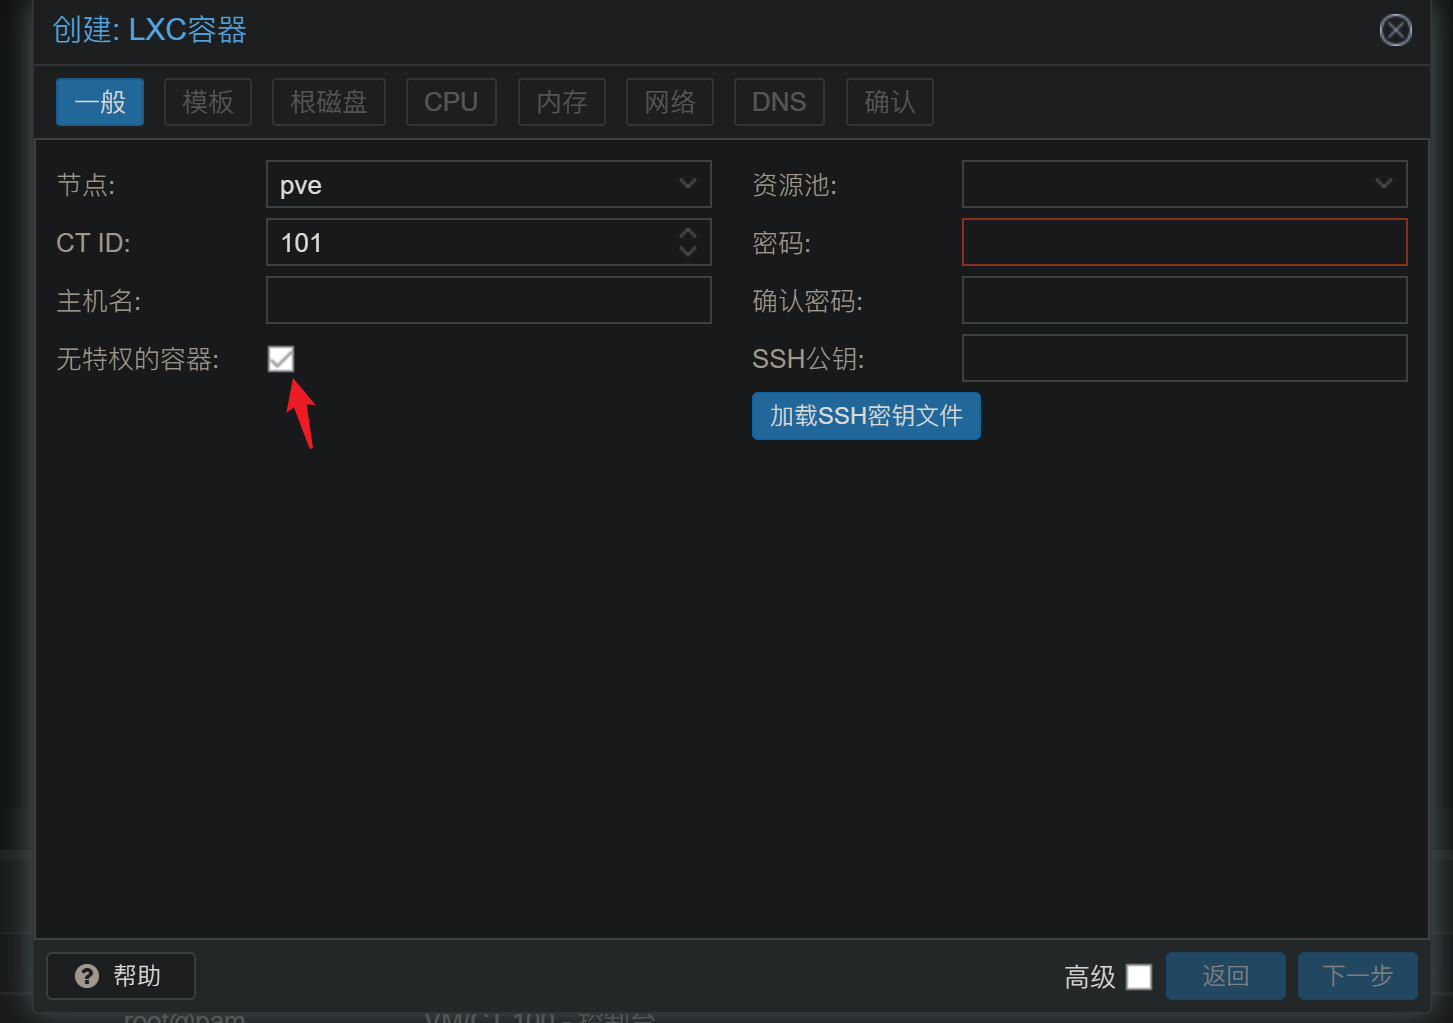 创建: LXC容器
一般 模板 根磁盘 CPU 内存 网络 DNS 确认
节点: pve 资源池:
CT ID: 101 密码:
主机名: 确认密码:
无特权的容器: SSH公钥:
加载SSH密钥文件
帮助 高级 返回 下一步
root@pam VM/CT 100 - 控制台